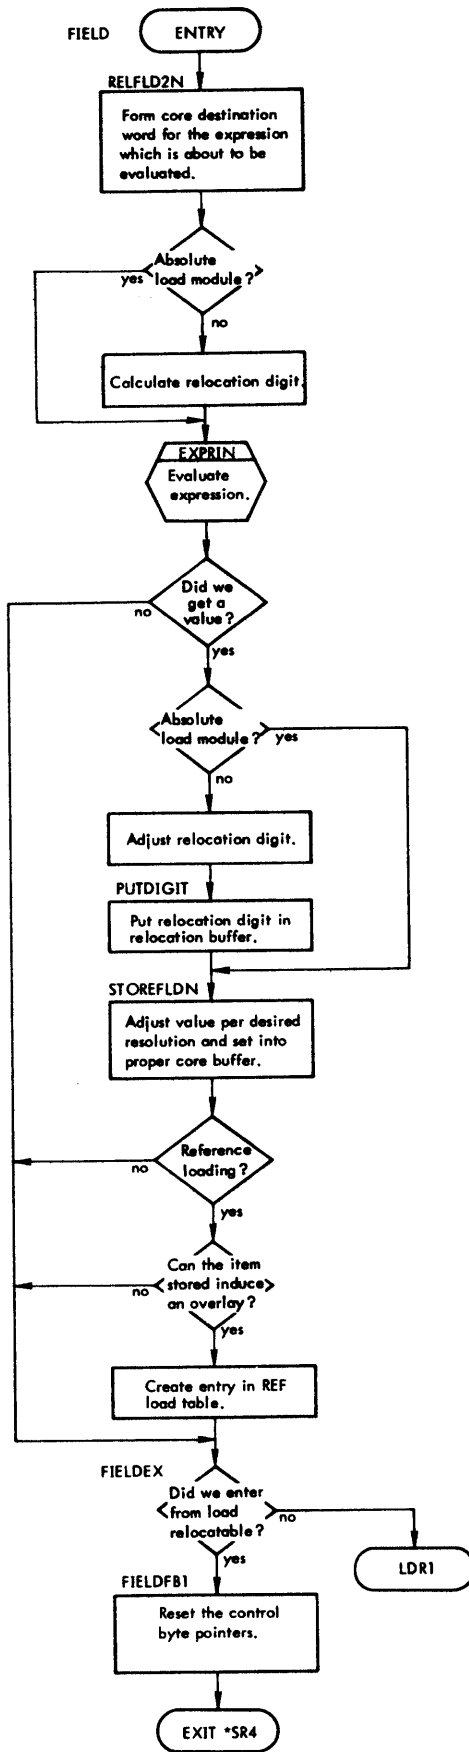 FIELD
ENTRY
RELFLD2N
Form core destination
word for the expression
which is about to be
evaluated.
Absolute
yes
load module?
no
Calculate relocation digit.
EXPRIN
Evaluate
expression.
Did we
get a
value?
no
yes
Absolute
load module?
yes
no
Adjust relocation digit.
PUTDIGIT
Put relocation digit in
relocation buffer.
STOREFLDN
Adjust value per desired
resolution and set into
proper core buffer.
Reference
loading?
no
yes
Can the item
stored induce
no
an overlay?
yes
Create entry in REF
load table.
FIELDEX
Did we enter
from load
no
relocatable?
yes
LDR1
FIELDFB1
Reset the control
byte pointers.
EXIT *SR4